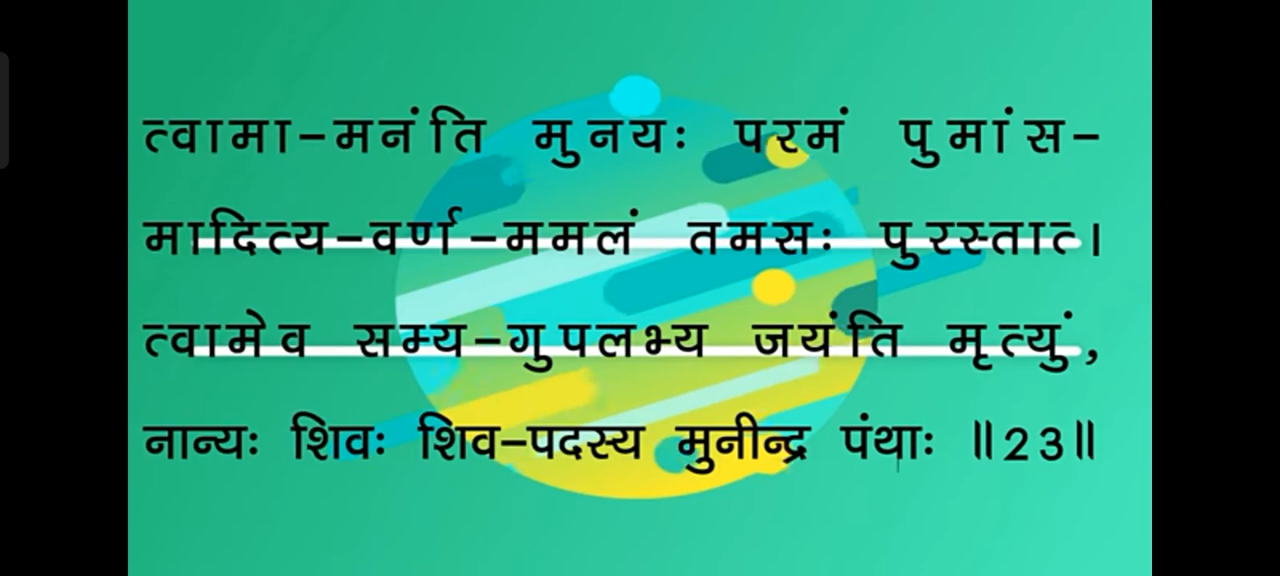 त्वामा-मनंति मुनयः परमं पुमांस-
मादित्य-वर्ण-ममलं तमसः पुरस्तात।
त्वामेव सम्य-गुपलभ्य जयंति मृत्युं,
नान्यः शिवः शिव-पदस्य मुनीन्द्र पंथाः ॥23॥